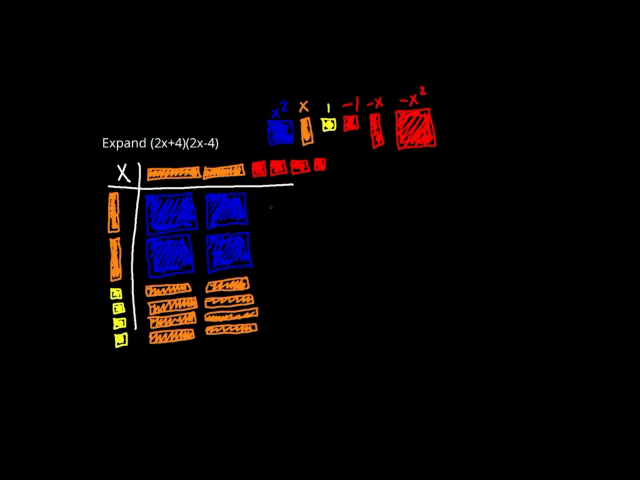 x² x 1 -1 -x -x²
Expand (2x+4)(2x-4)
X